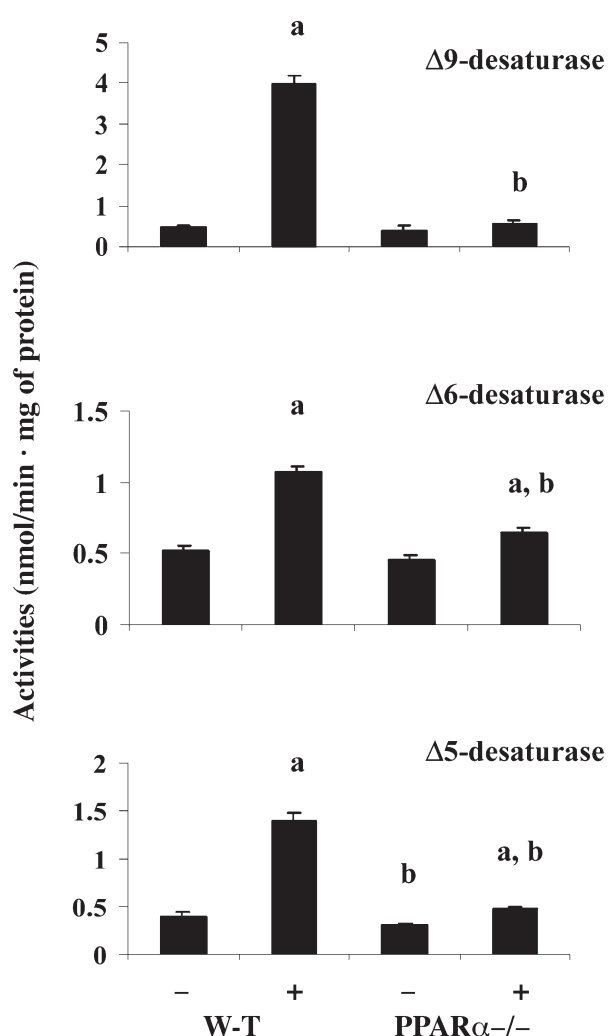 Activities (nmol/min · mg of protein)
Δ9-desaturase
a
b
5
4
3
2
1
0
Δ6-desaturase
a
a, b
1.5
1
0.5
0
Δ5-desaturase
a
b
a, b
2
1.5
1
0.5
0
− + − +
W-T PPARα−/−